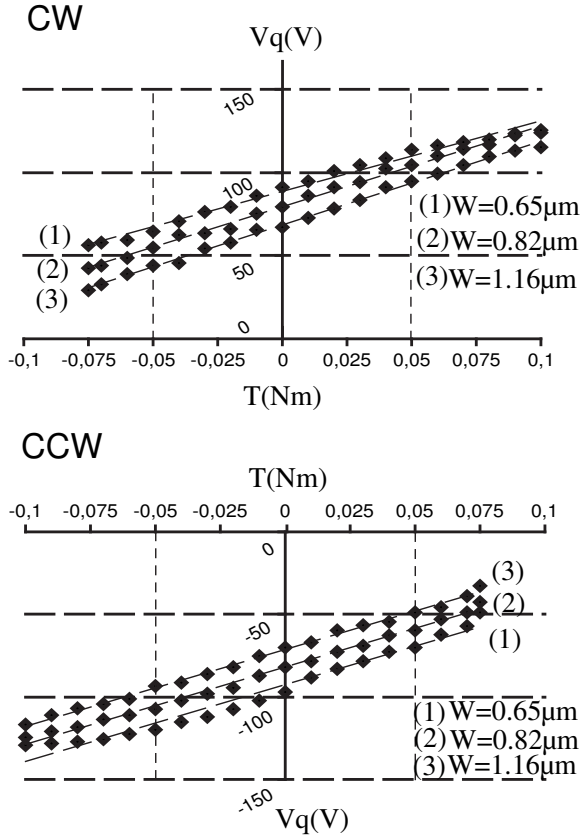 CW
Vq(V)
150
100
(1)W=0.65μm
(1)
(2)W=0.82μm
(2)
50
(3)W=1.16μm
(3)
0
-0,1 -0,075 -0,05 -0,025 0 0,025 0,05 0,075 0,1
T(Nm)
CCW
T(Nm)
-0,1 -0,075 -0,05 -0,025 0 0,025 0,05 0,075 0,1
0
(3)
(2)
-50
(1)
-100
(1)W=0.65μm
(2)W=0.82μm
(3)W=1.16μm
-150
Vq(V)